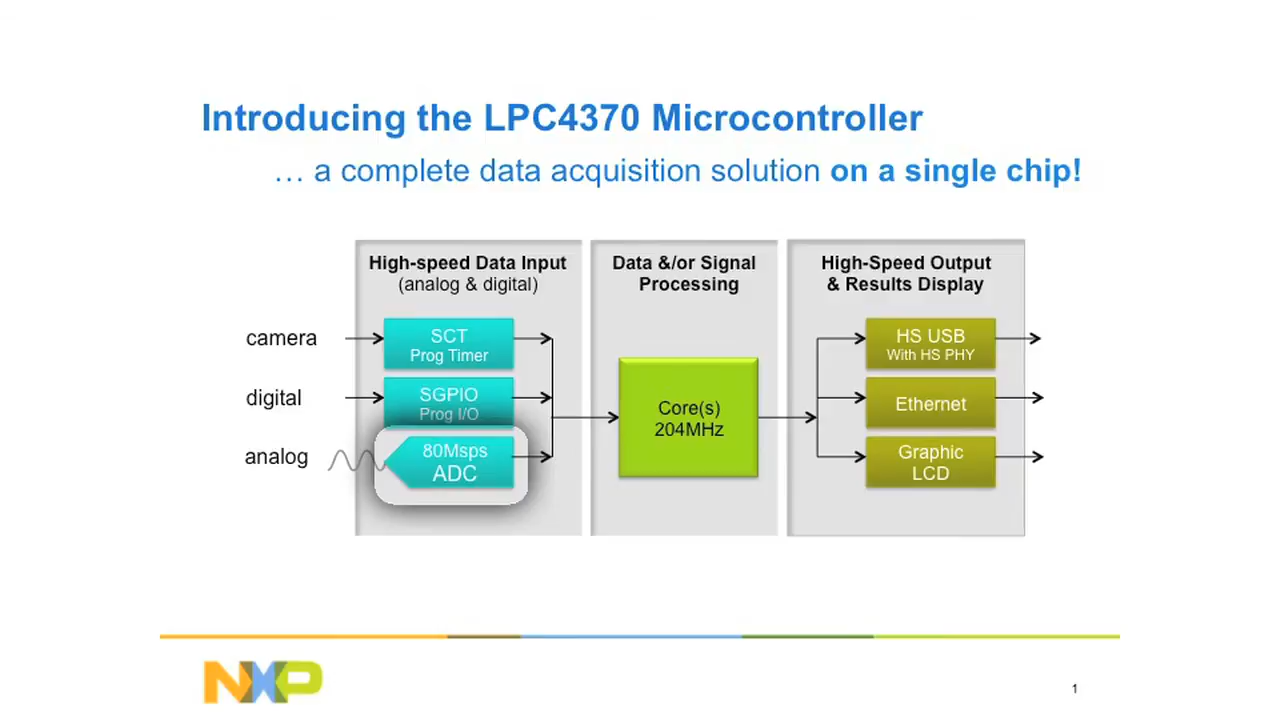 Introducing the LPC4370 Microcontroller
… a complete data acquisition solution on a single chip!
High-speed Data Input
(analog & digital)
Data &/or Signal
Processing
High-Speed Output
& Results Display
camera
SCT
Prog Timer
digital
SGPIO
Prog I/O
analog
80Msps
ADC
Core(s)
204MHz
HS USB
With HS PHY
Ethernet
Graphic
LCD
NXP
1